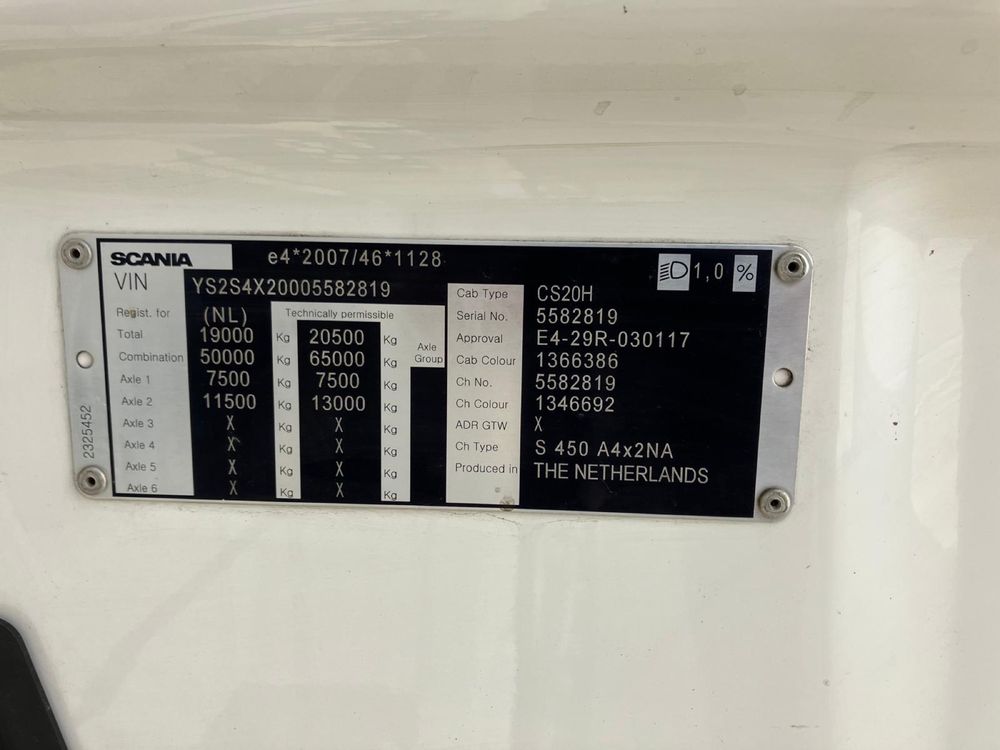 SCANIA e4*2007/46*1128 1,0 %
VIN YS2S4X20005582819
Regist. for (NL) Technically permissible
Total 19000 Kg 20500 Kg
Combination 50000 Kg 65000 Kg
Axle Group
Axle 1 7500 Kg 7500 Kg
Axle 2 11500 Kg 13000 Kg
Axle 3 X Kg X Kg
Axle 4 X Kg X Kg
Axle 5 X Kg X Kg
Axle 6 X Kg X Kg
Cab Type CS20H
Serial No. 5582819
Approval E4-29R-030117
Cab Colour 1366386
Ch No. 5582819
Ch Colour 1346692
ADR GTW X
Ch Type S 450 A4x2NA
Produced in THE NETHERLANDS
2325452